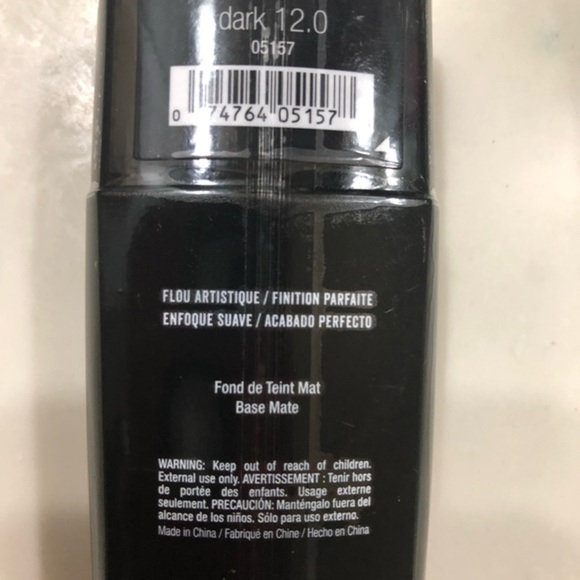 dark 12.0
05157
0 74764 05157
FLOU ARTISTIQUE / FINITION PARFAITE
ENFOQUE SUAVE / ACABADO PERFECTO
Fond de Teint Mat
Base Mate
WARNING: Keep out of reach of children.
External use only. AVERTISSEMENT : Tenir hors
de portée des enfants. Usage externe
seulement. PRECAUCIÓN: Manténgalo fuera del
alcance de los niños. Sólo para uso externo.
Made in China / Fabriqué en Chine / Hecho en China